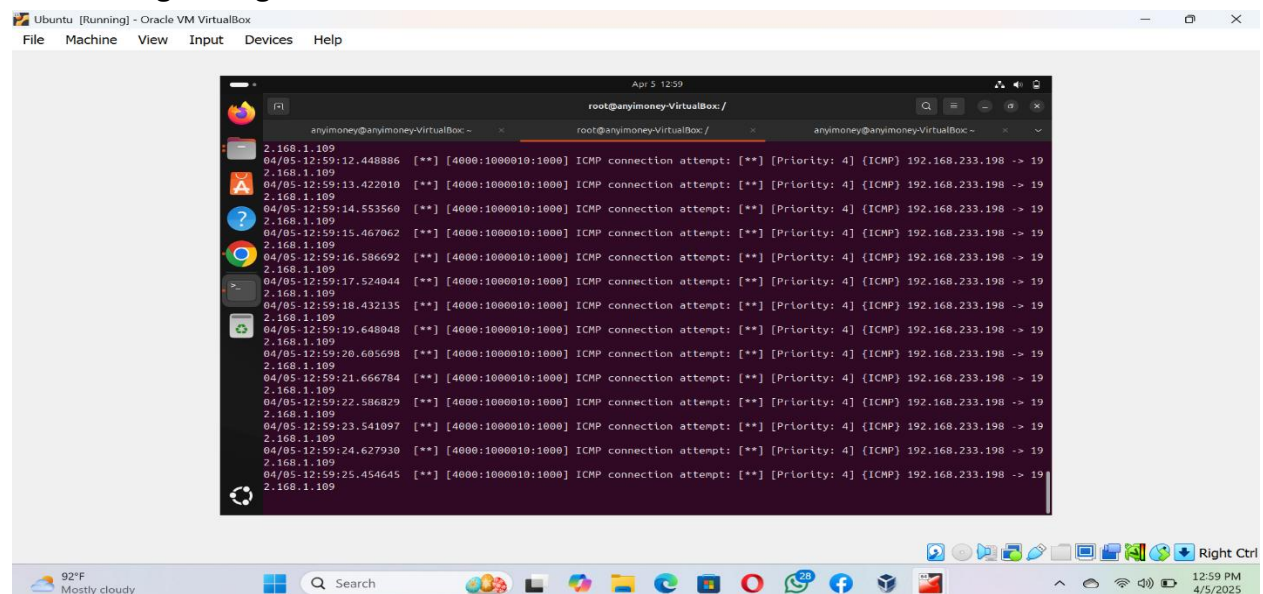 Ubuntu [Running] - Oracle VM VirtualBox
File Machine View Input Devices Help
Apr 5 12:59
root@anyimoney-VirtualBox: /
anyimoney@anyimoney-VirtualBox: ~ root@anyimoney-VirtualBox: / anyimoney@anyimoney-VirtualBox: ~
2.168.1.109
04/05-12:59:12.448886 [**] [4000:1000010:1000] ICMP connection attempt: [**] [Priority: 4] {ICMP} 192.168.233.198 -> 19
2.168.1.109
04/05-12:59:13.422010 [**] [4000:1000010:1000] ICMP connection attempt: [**] [Priority: 4] {ICMP} 192.168.233.198 -> 19
2.168.1.109
04/05-12:59:14.553560 [**] [4000:1000010:1000] ICMP connection attempt: [**] [Priority: 4] {ICMP} 192.168.233.198 -> 19
2.168.1.109
04/05-12:59:15.467062 [**] [4000:1000010:1000] ICMP connection attempt: [**] [Priority: 4] {ICMP} 192.168.233.198 -> 19
2.168.1.109
04/05-12:59:16.586692 [**] [4000:1000010:1000] ICMP connection attempt: [**] [Priority: 4] {ICMP} 192.168.233.198 -> 19
2.168.1.109
04/05-12:59:17.524044 [**] [4000:1000010:1000] ICMP connection attempt: [**] [Priority: 4] {ICMP} 192.168.233.198 -> 19
2.168.1.109
04/05-12:59:18.432135 [**] [4000:1000010:1000] ICMP connection attempt: [**] [Priority: 4] {ICMP} 192.168.233.198 -> 19
2.168.1.109
04/05-12:59:19.648048 [**] [4000:1000010:1000] ICMP connection attempt: [**] [Priority: 4] {ICMP} 192.168.233.198 -> 19
2.168.1.109
04/05-12:59:20.605698 [**] [4000:1000010:1000] ICMP connection attempt: [**] [Priority: 4] {ICMP} 192.168.233.198 -> 19
2.168.1.109
04/05-12:59:21.666784 [**] [4000:1000010:1000] ICMP connection attempt: [**] [Priority: 4] {ICMP} 192.168.233.198 -> 19
2.168.1.109
04/05-12:59:22.586829 [**] [4000:1000010:1000] ICMP connection attempt: [**] [Priority: 4] {ICMP} 192.168.233.198 -> 19
2.168.1.109
04/05-12:59:23.541097 [**] [4000:1000010:1000] ICMP connection attempt: [**] [Priority: 4] {ICMP} 192.168.233.198 -> 19
2.168.1.109
04/05-12:59:24.627930 [**] [4000:1000010:1000] ICMP connection attempt: [**] [Priority: 4] {ICMP} 192.168.233.198 -> 19
2.168.1.109
04/05-12:59:25.454645 [**] [4000:1000010:1000] ICMP connection attempt: [**] [Priority: 4] {ICMP} 192.168.233.198 -> 19
2.168.1.109
Right Ctrl
92°F
Mostly cloudy
Search
28
12:59 PM
4/5/2025